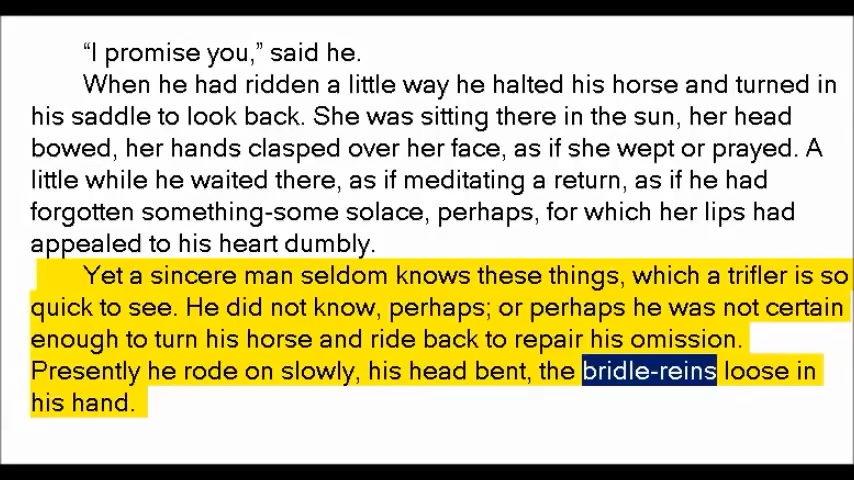 “I promise you,” said he.
When he had ridden a little way he halted his horse and turned in
his saddle to look back. She was sitting there in the sun, her head
bowed, her hands clasped over her face, as if she wept or prayed. A
little while he waited there, as if meditating a return, as if he had
forgotten something-some solace, perhaps, for which her lips had
appealed to his heart dumbly.
Yet a sincere man seldom knows these things, which a trifler is so
quick to see. He did not know, perhaps; or perhaps he was not certain
enough to turn his horse and ride back to repair his omission.
Presently he rode on slowly, his head bent, the bridle-reins loose in
his hand.